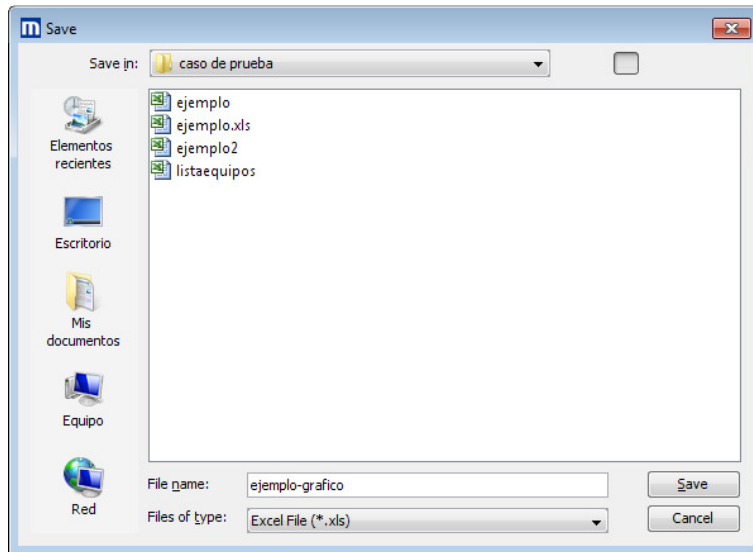 m Save
Save in: caso de prueba
ejemplo
ejemplo.xls
ejemplo2
listaequipos
Elementos
recientes
Escritorio
Mis
documentos
Equipo
Red
File name: ejemplo-grafico Save
Files of type: Excel File (*.xls) Cancel